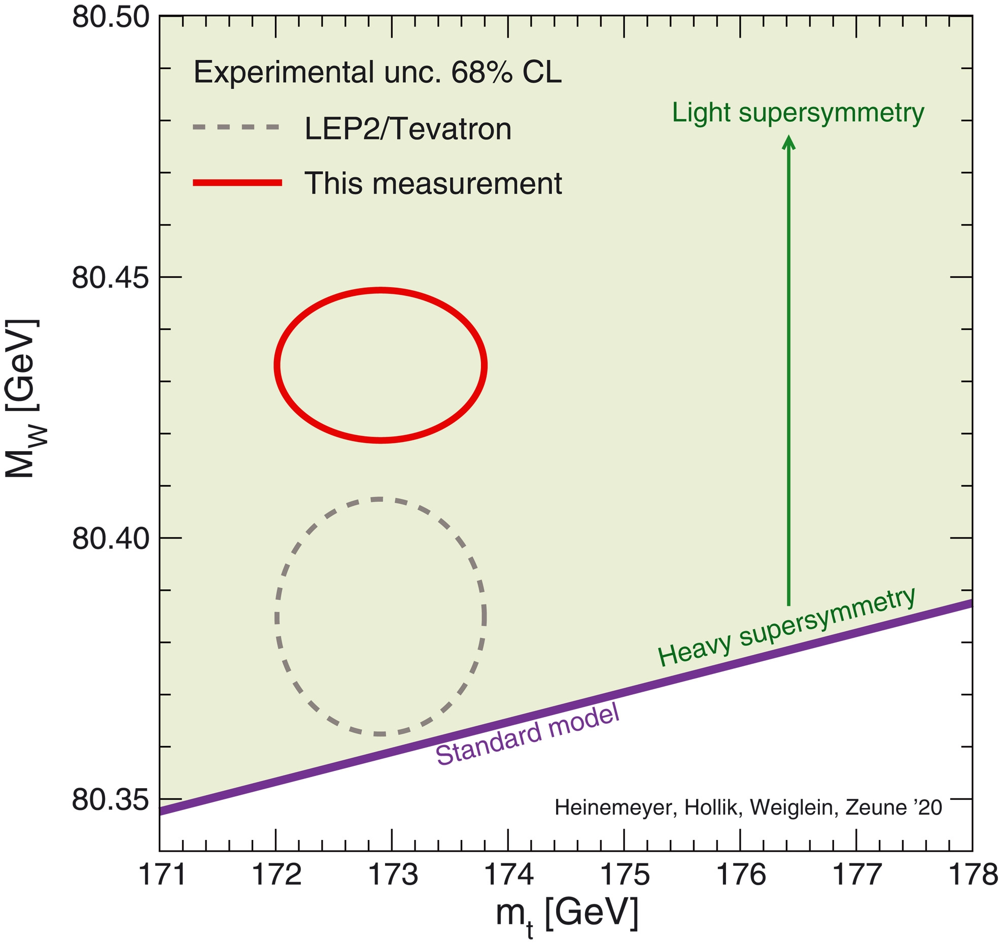 80.50
Experimental unc. 68% CL
Light supersymmetry
LEP2/Tevatron
This measurement
80.45
M_W [GeV]
80.40
Heavy supersymmetry
Standard model
80.35
Heinemeyer, Hollik, Weiglein, Zeune ’20
171 172 173 174 175 176 177 178
m_t [GeV]